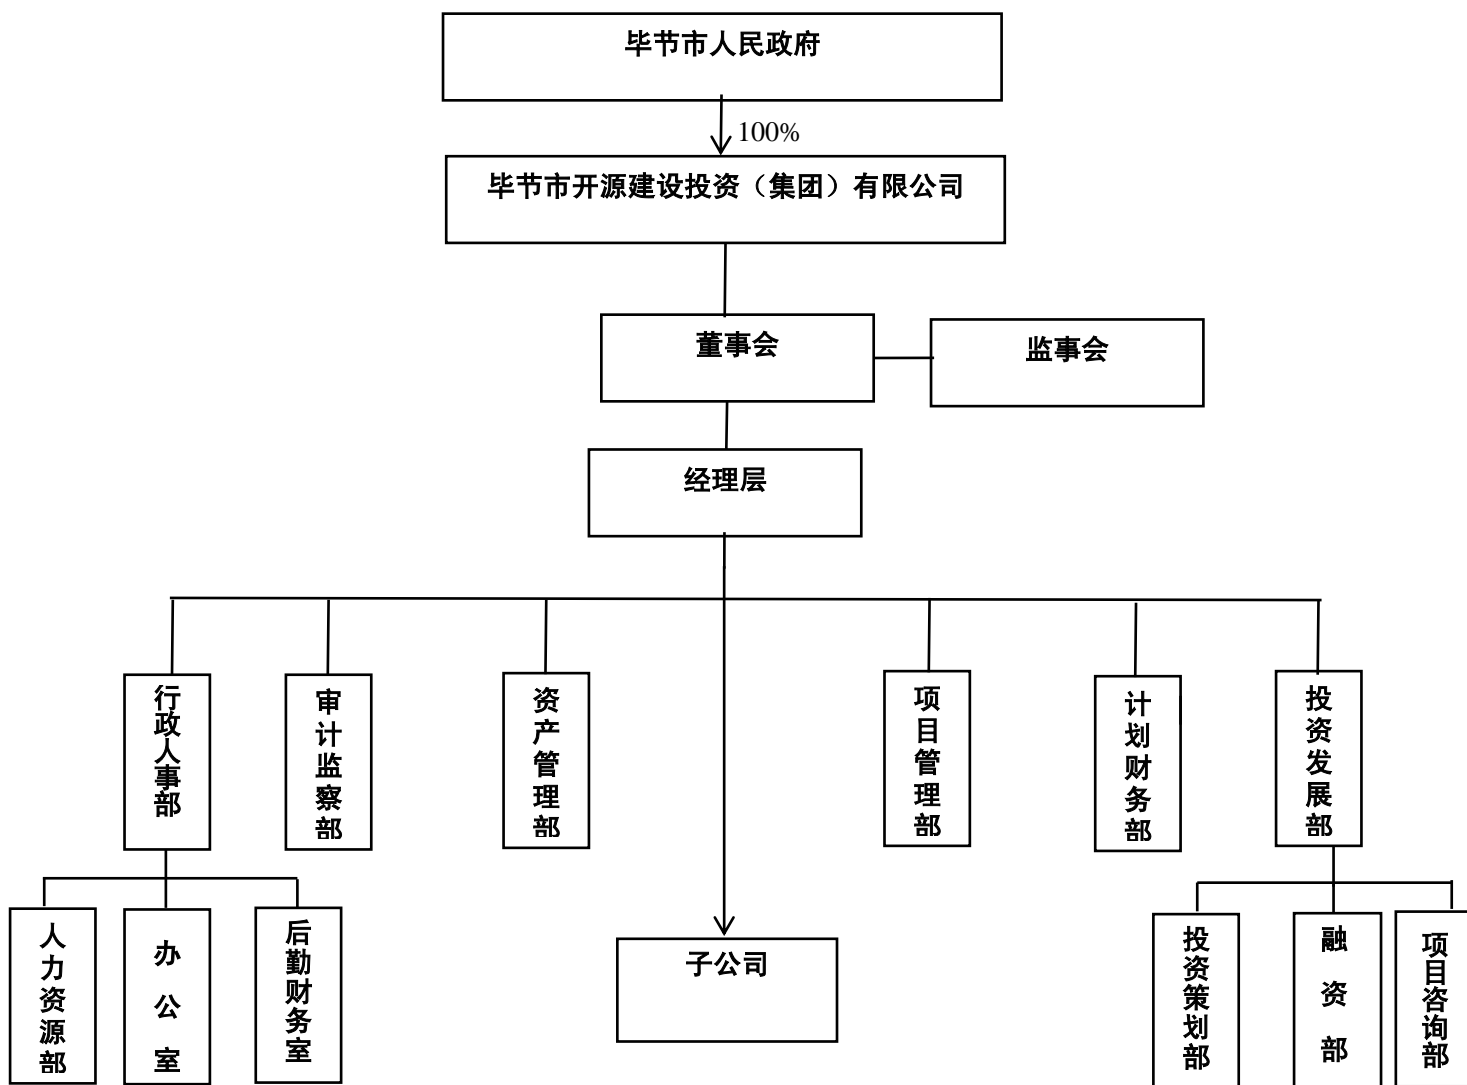 毕节市人民政府
100%
毕节市开源建设投资（集团）有限公司
董事会
监事会
经理层
行政人事部
审计监察部
资产管理部
项目管理部
计划财务部
投资发展部
人力资源部
办公室
后勤财务室
子公司
投资策划部
融资部
项目咨询部